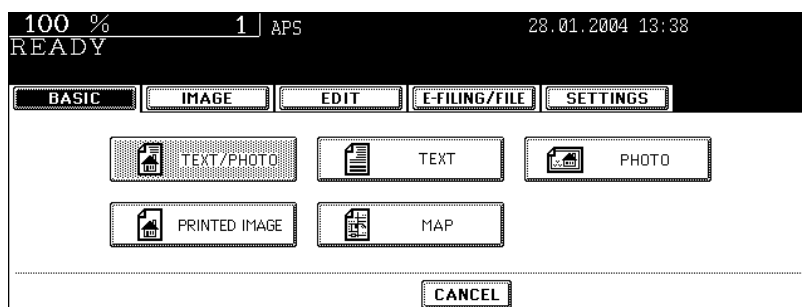 100 % 1 APS 28.01.2004 13:38
READY
BASIC IMAGE EDIT E-FILING/FILE SETTINGS
TEXT/PHOTO TEXT PHOTO
PRINTED IMAGE MAP
CANCEL